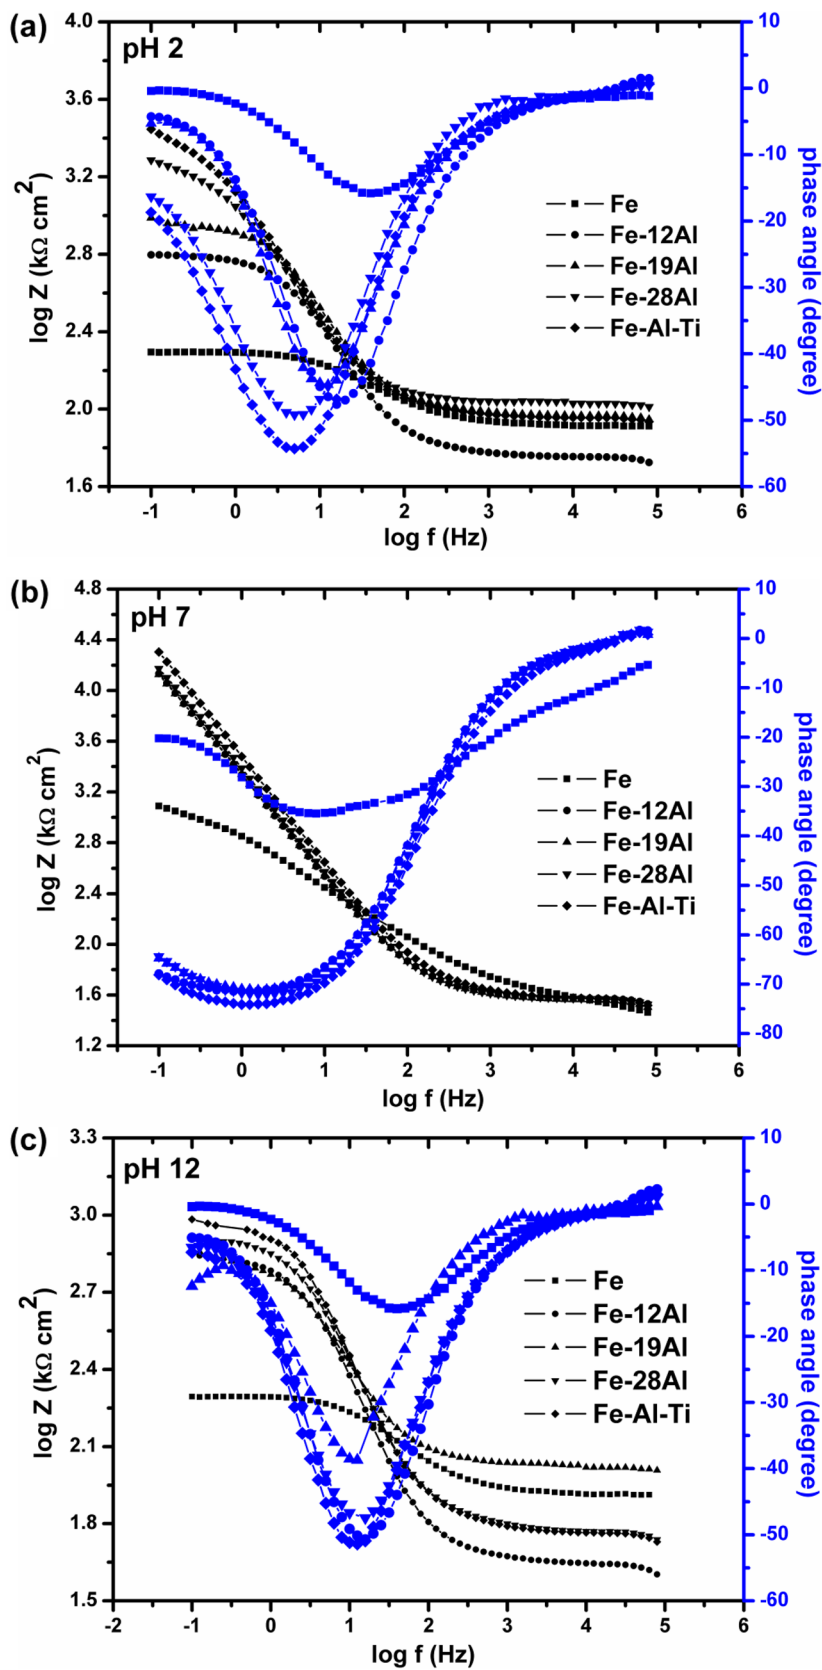 (a)
pH 2
4.0
3.6
3.2
2.8
2.4
2.0
1.6
log Z (kΩ cm2)
10
0
-10
-20
-30
-40
-50
-60
phase angle (degree)
Fe
Fe-12Al
Fe-19Al
Fe-28Al
Fe-Al-Ti
-1 0 1 2 3 4 5 6
log f (Hz)
(b)
pH 7
4.8
4.4
4.0
3.6
3.2
2.8
2.4
2.0
1.6
1.2
log Z (kΩ cm2)
10
0
-10
-20
-30
-40
-50
-60
-70
-80
phase angle (degree)
Fe
Fe-12Al
Fe-19Al
Fe-28Al
Fe-Al-Ti
-1 0 1 2 3 4 5 6
log f (Hz)
(c)
pH 12
3.3
3.0
2.7
2.4
2.1
1.8
1.5
log Z (kΩ cm2)
10
0
-10
-20
-30
-40
-50
-60
phase angle (degree)
Fe
Fe-12Al
Fe-19Al
Fe-28Al
Fe-Al-Ti
-2 -1 0 1 2 3 4 5 6
log f (Hz)